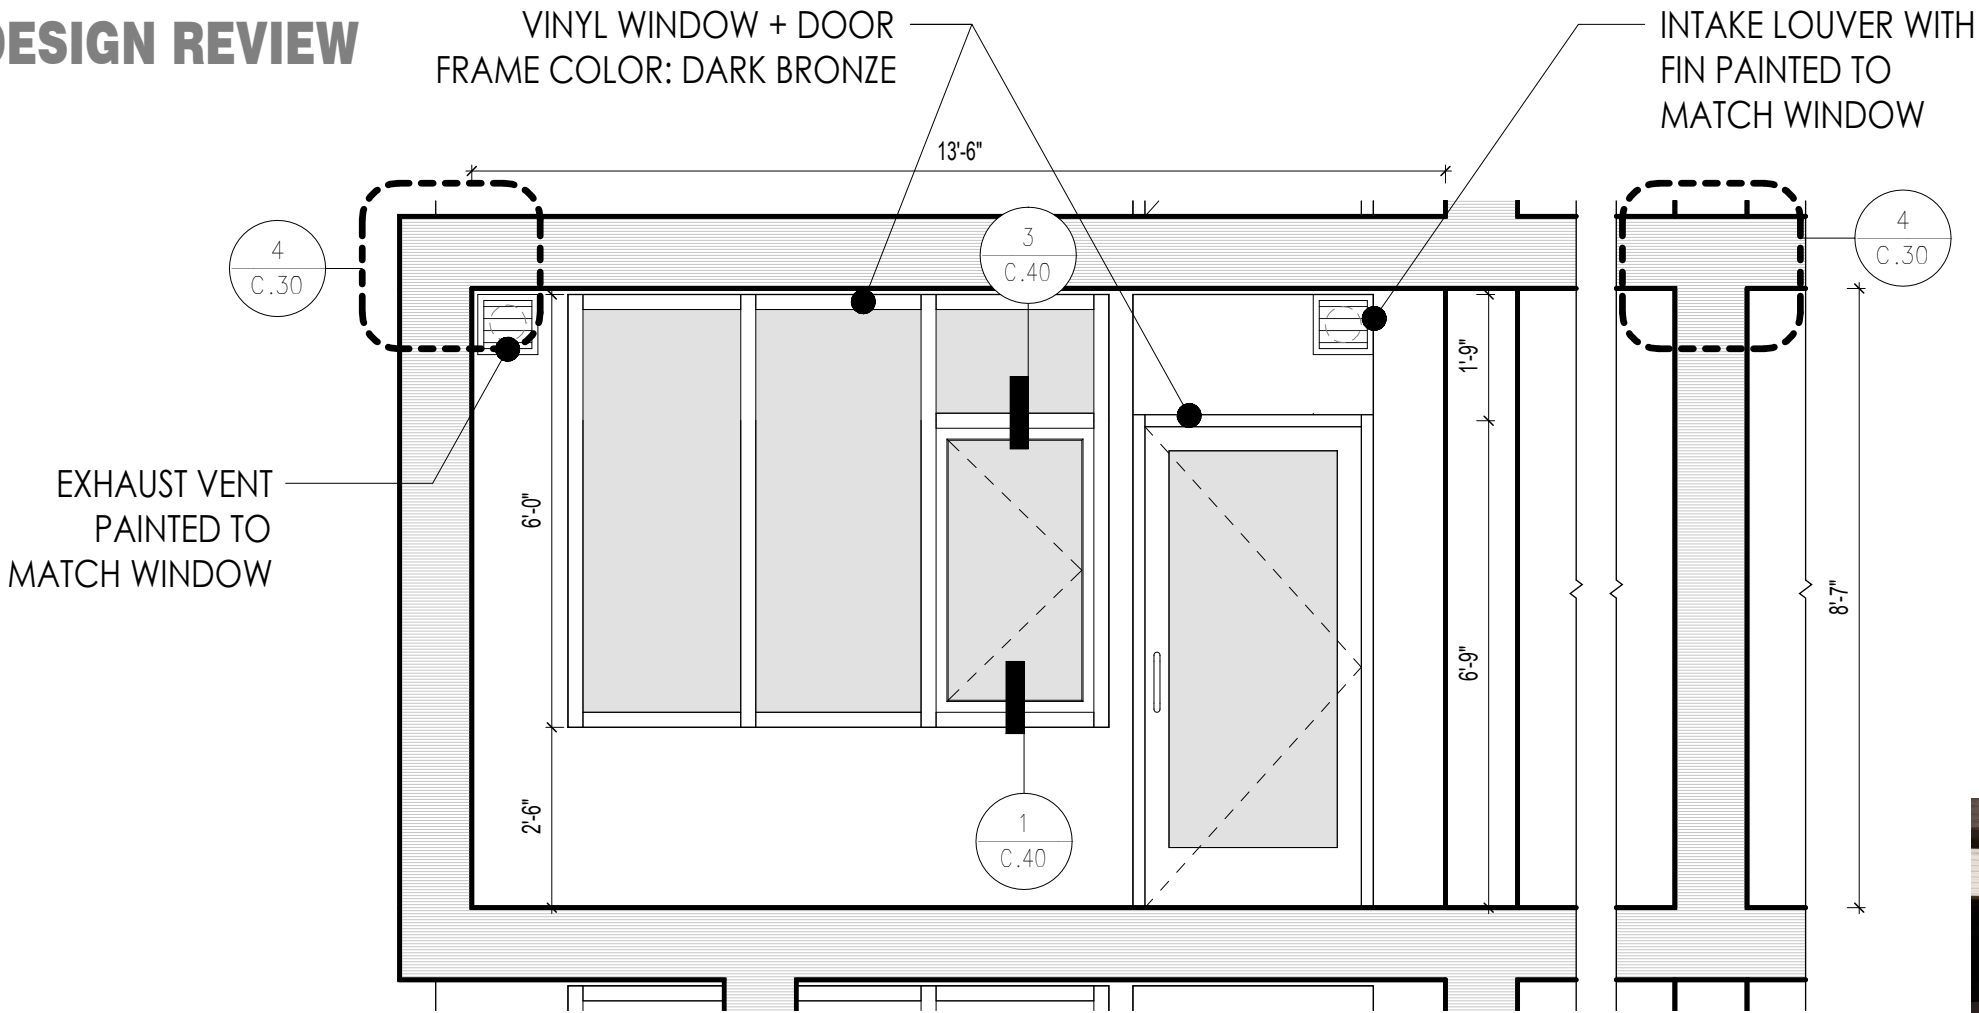 DESIGN REVIEW
VINYL WINDOW + DOOR
FRAME COLOR: DARK BRONZE
INTAKE LOUVER WITH
FIN PAINTED TO
MATCH WINDOW
13'-6"
4
C.30
3
C.40
4
C.30
1'-9"
EXHAUST VENT
PAINTED TO
MATCH WINDOW
6'-0"
8'-7"
6'-9"
2'-6"
1
C.40